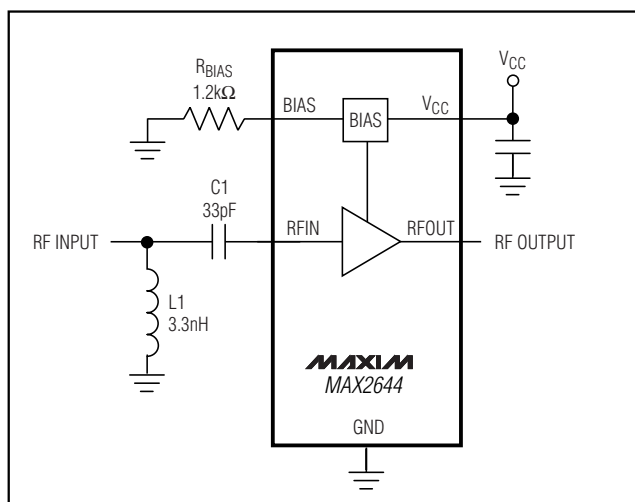 R_BIAS
1.2kΩ
BIAS
BIAS
V_CC
V_CC
C1
33pF
RF INPUT
RFIN
RFOUT
RF OUTPUT
L1
3.3nH
MAXIM
MAX2644
GND